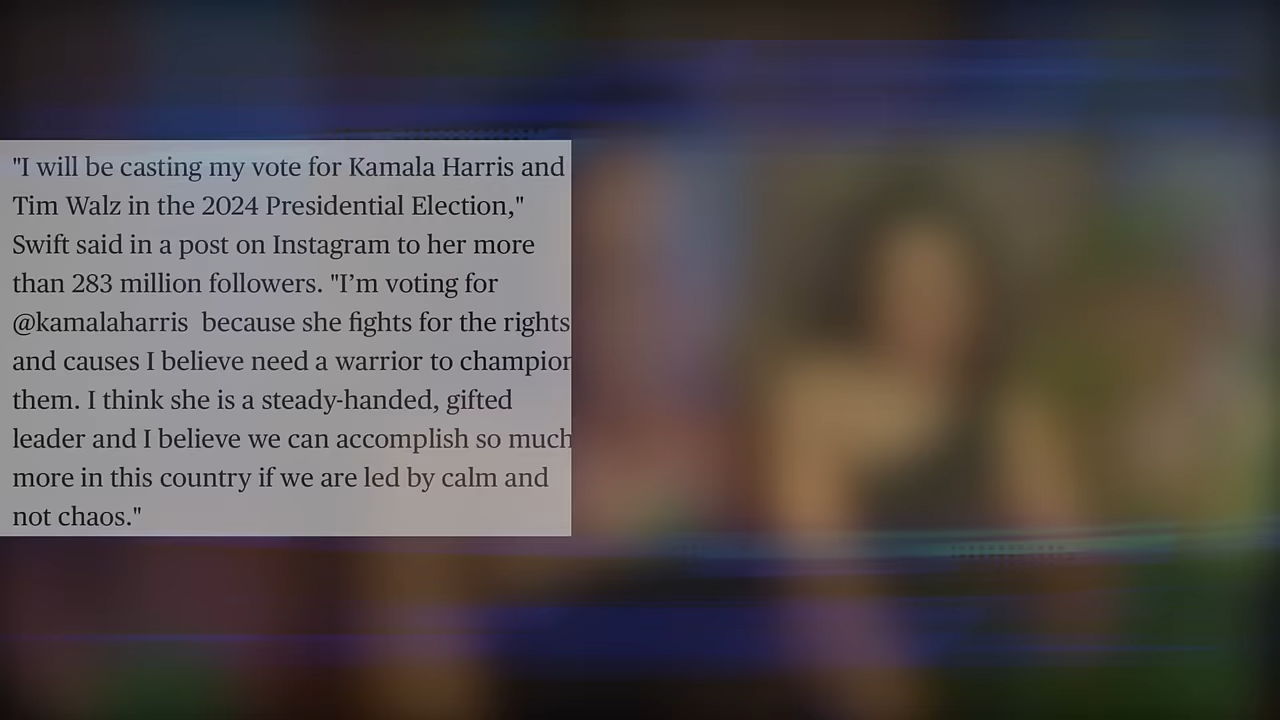 "I will be casting my vote for Kamala Harris and
Tim Walz in the 2024 Presidential Election,"
Swift said in a post on Instagram to her more
than 283 million followers. "I’m voting for
@kamalaharris  because she fights for the rights
and causes I believe need a warrior to champion
them. I think she is a steady-handed, gifted
leader and I believe we can accomplish so much
more in this country if we are led by calm and
not chaos."